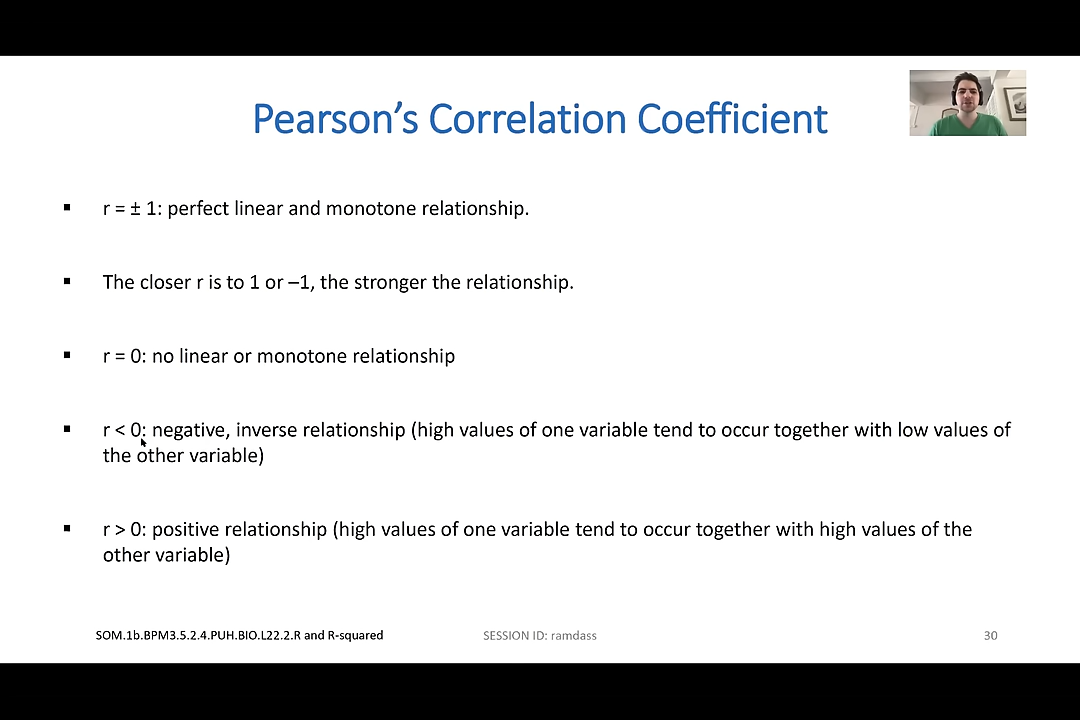 Pearson’s Correlation Coefficient
▪ r = ± 1: perfect linear and monotone relationship.
▪ The closer r is to 1 or –1, the stronger the relationship.
▪ r = 0: no linear or monotone relationship
▪ r < 0: negative, inverse relationship (high values of one variable tend to occur together with low values of
the other variable)
▪ r > 0: positive relationship (high values of one variable tend to occur together with high values of the
other variable)
SOM.1b.BPM3.5.2.4.PUH.BIO.L22.2.R and R-squared
SESSION ID: ramdass
30